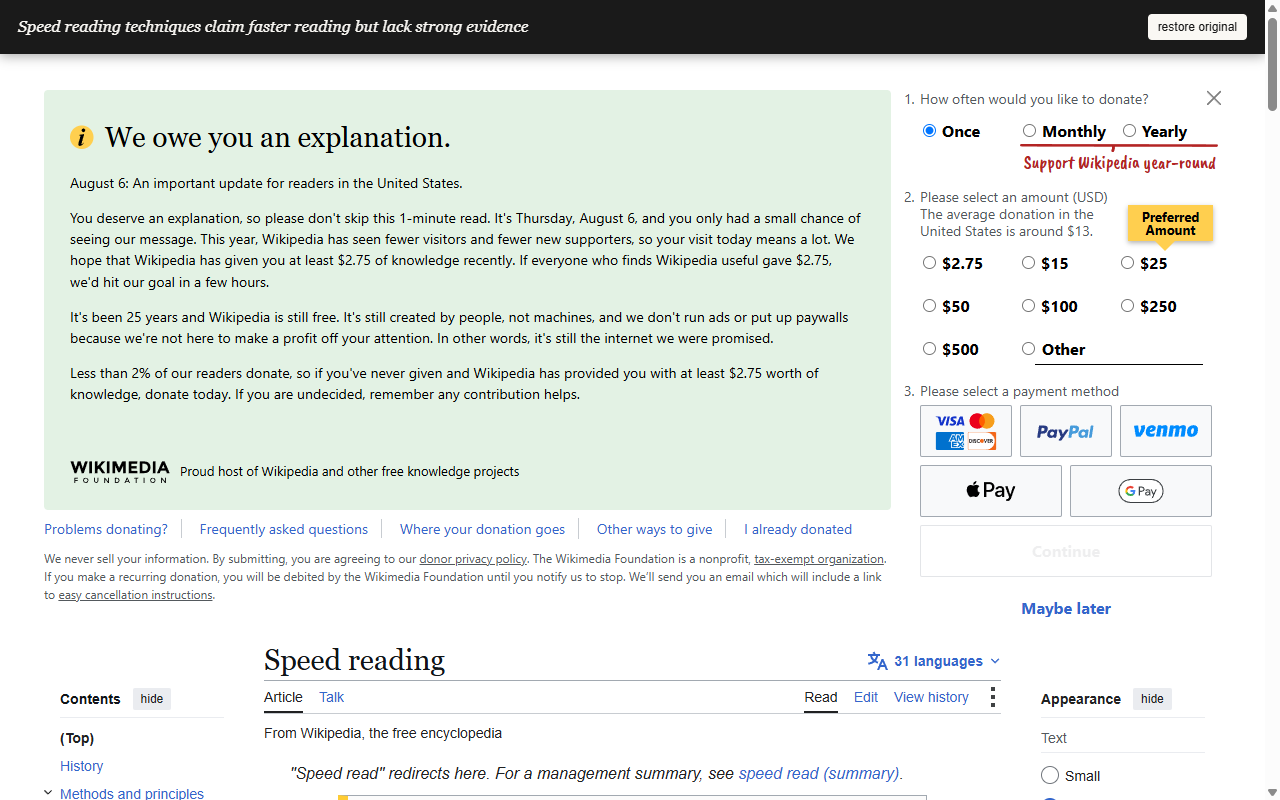 Speed reading techniques claim faster reading but lack strong evidence
restore original
We owe you an explanation.
August 6: An important update for readers in the United States.
You deserve an explanation, so please don't skip this 1-minute read. It's Thursday, August 6, and you only had a small chance of
seeing our message. This year, Wikipedia has seen fewer visitors and fewer new supporters, so your visit today means a lot. We
hope that Wikipedia has given you at least $2.75 of knowledge recently. If everyone who finds Wikipedia useful gave $2.75,
we'd hit our goal in a few hours.
It's been 25 years and Wikipedia is still free. It's still created by people, not machines, and we don't run ads or put up paywalls
because we're not here to make a profit off your attention. In other words, it's still the internet we were promised.
Less than 2% of our readers donate, so if you've never given and Wikipedia has provided you with at least $2.75 worth of
knowledge, donate today. If you are undecided, remember any contribution helps.
WIKIMEDIA
FOUNDATION
Proud host of Wikipedia and other free knowledge projects
Problems donating?
Frequently asked questions
Where your donation goes
Other ways to give
I already donated
We never sell your information. By submitting, you are agreeing to our donor privacy policy. The Wikimedia Foundation is a nonprofit, tax-exempt organization.
If you make a recurring donation, you will be debited by the Wikimedia Foundation until you notify us to stop. We'll send you an email which will include a link
to easy cancellation instructions.
1. How often would you like to donate?
Once
Monthly
Yearly
Support Wikipedia year-round
2. Please select an amount (USD)
The average donation in the
United States is around $13.
Preferred
Amount
$2.75
$15
$25
$50
$100
$250
$500
Other
3. Please select a payment method
VISA
AMEX
DISCOVER
PayPal
venmo
Pay
G Pay
Continue
Maybe later
Speed reading
31 languages
Contents
hide
Article
Talk
Read
Edit
View history
Appearance
hide
(Top)
From Wikipedia, the free encyclopedia
Text
History
"Speed read" redirects here. For a management summary, see speed read (summary).
Small
Methods and principles